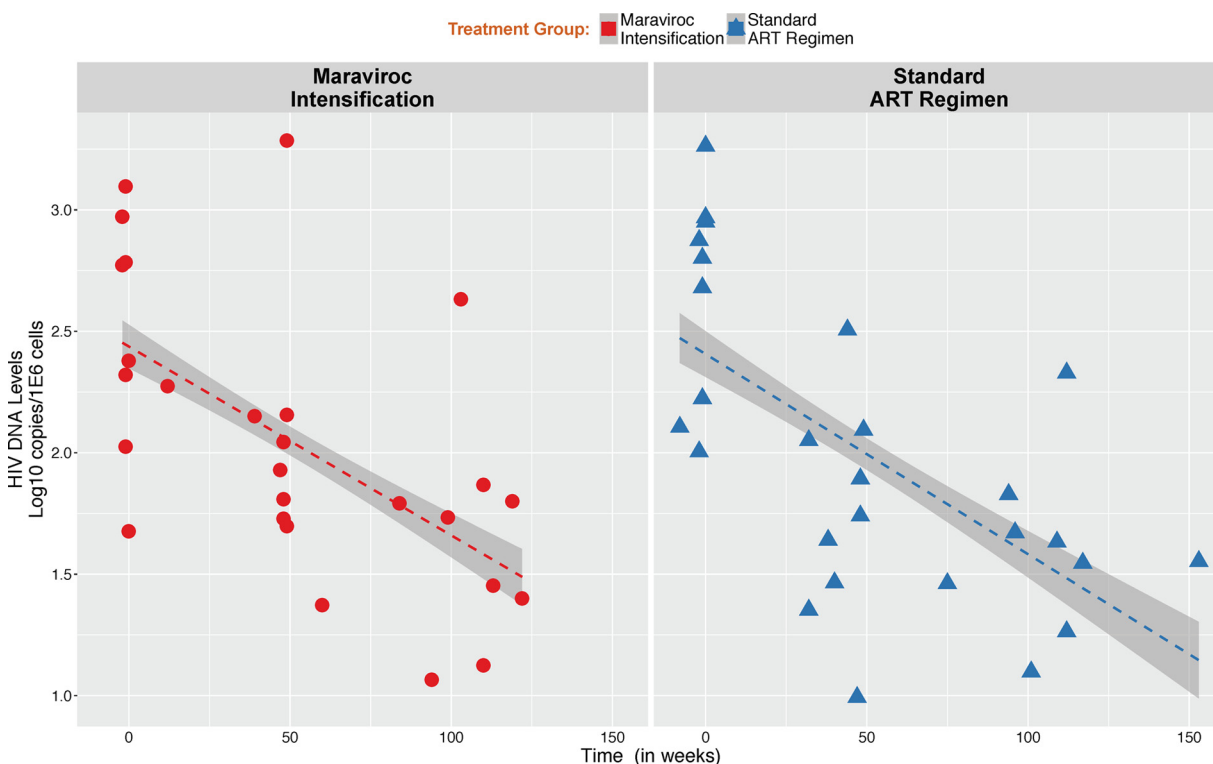 Treatment Group:
Maraviroc
Intensification
Standard
ART Regimen
Maraviroc
Intensification
Standard
ART Regimen
HIV DNA Levels
Log10 copies/1E6 cells
3.0
2.5
2.0
1.5
1.0
0 50 100 150
0 50 100 150
Time (in weeks)